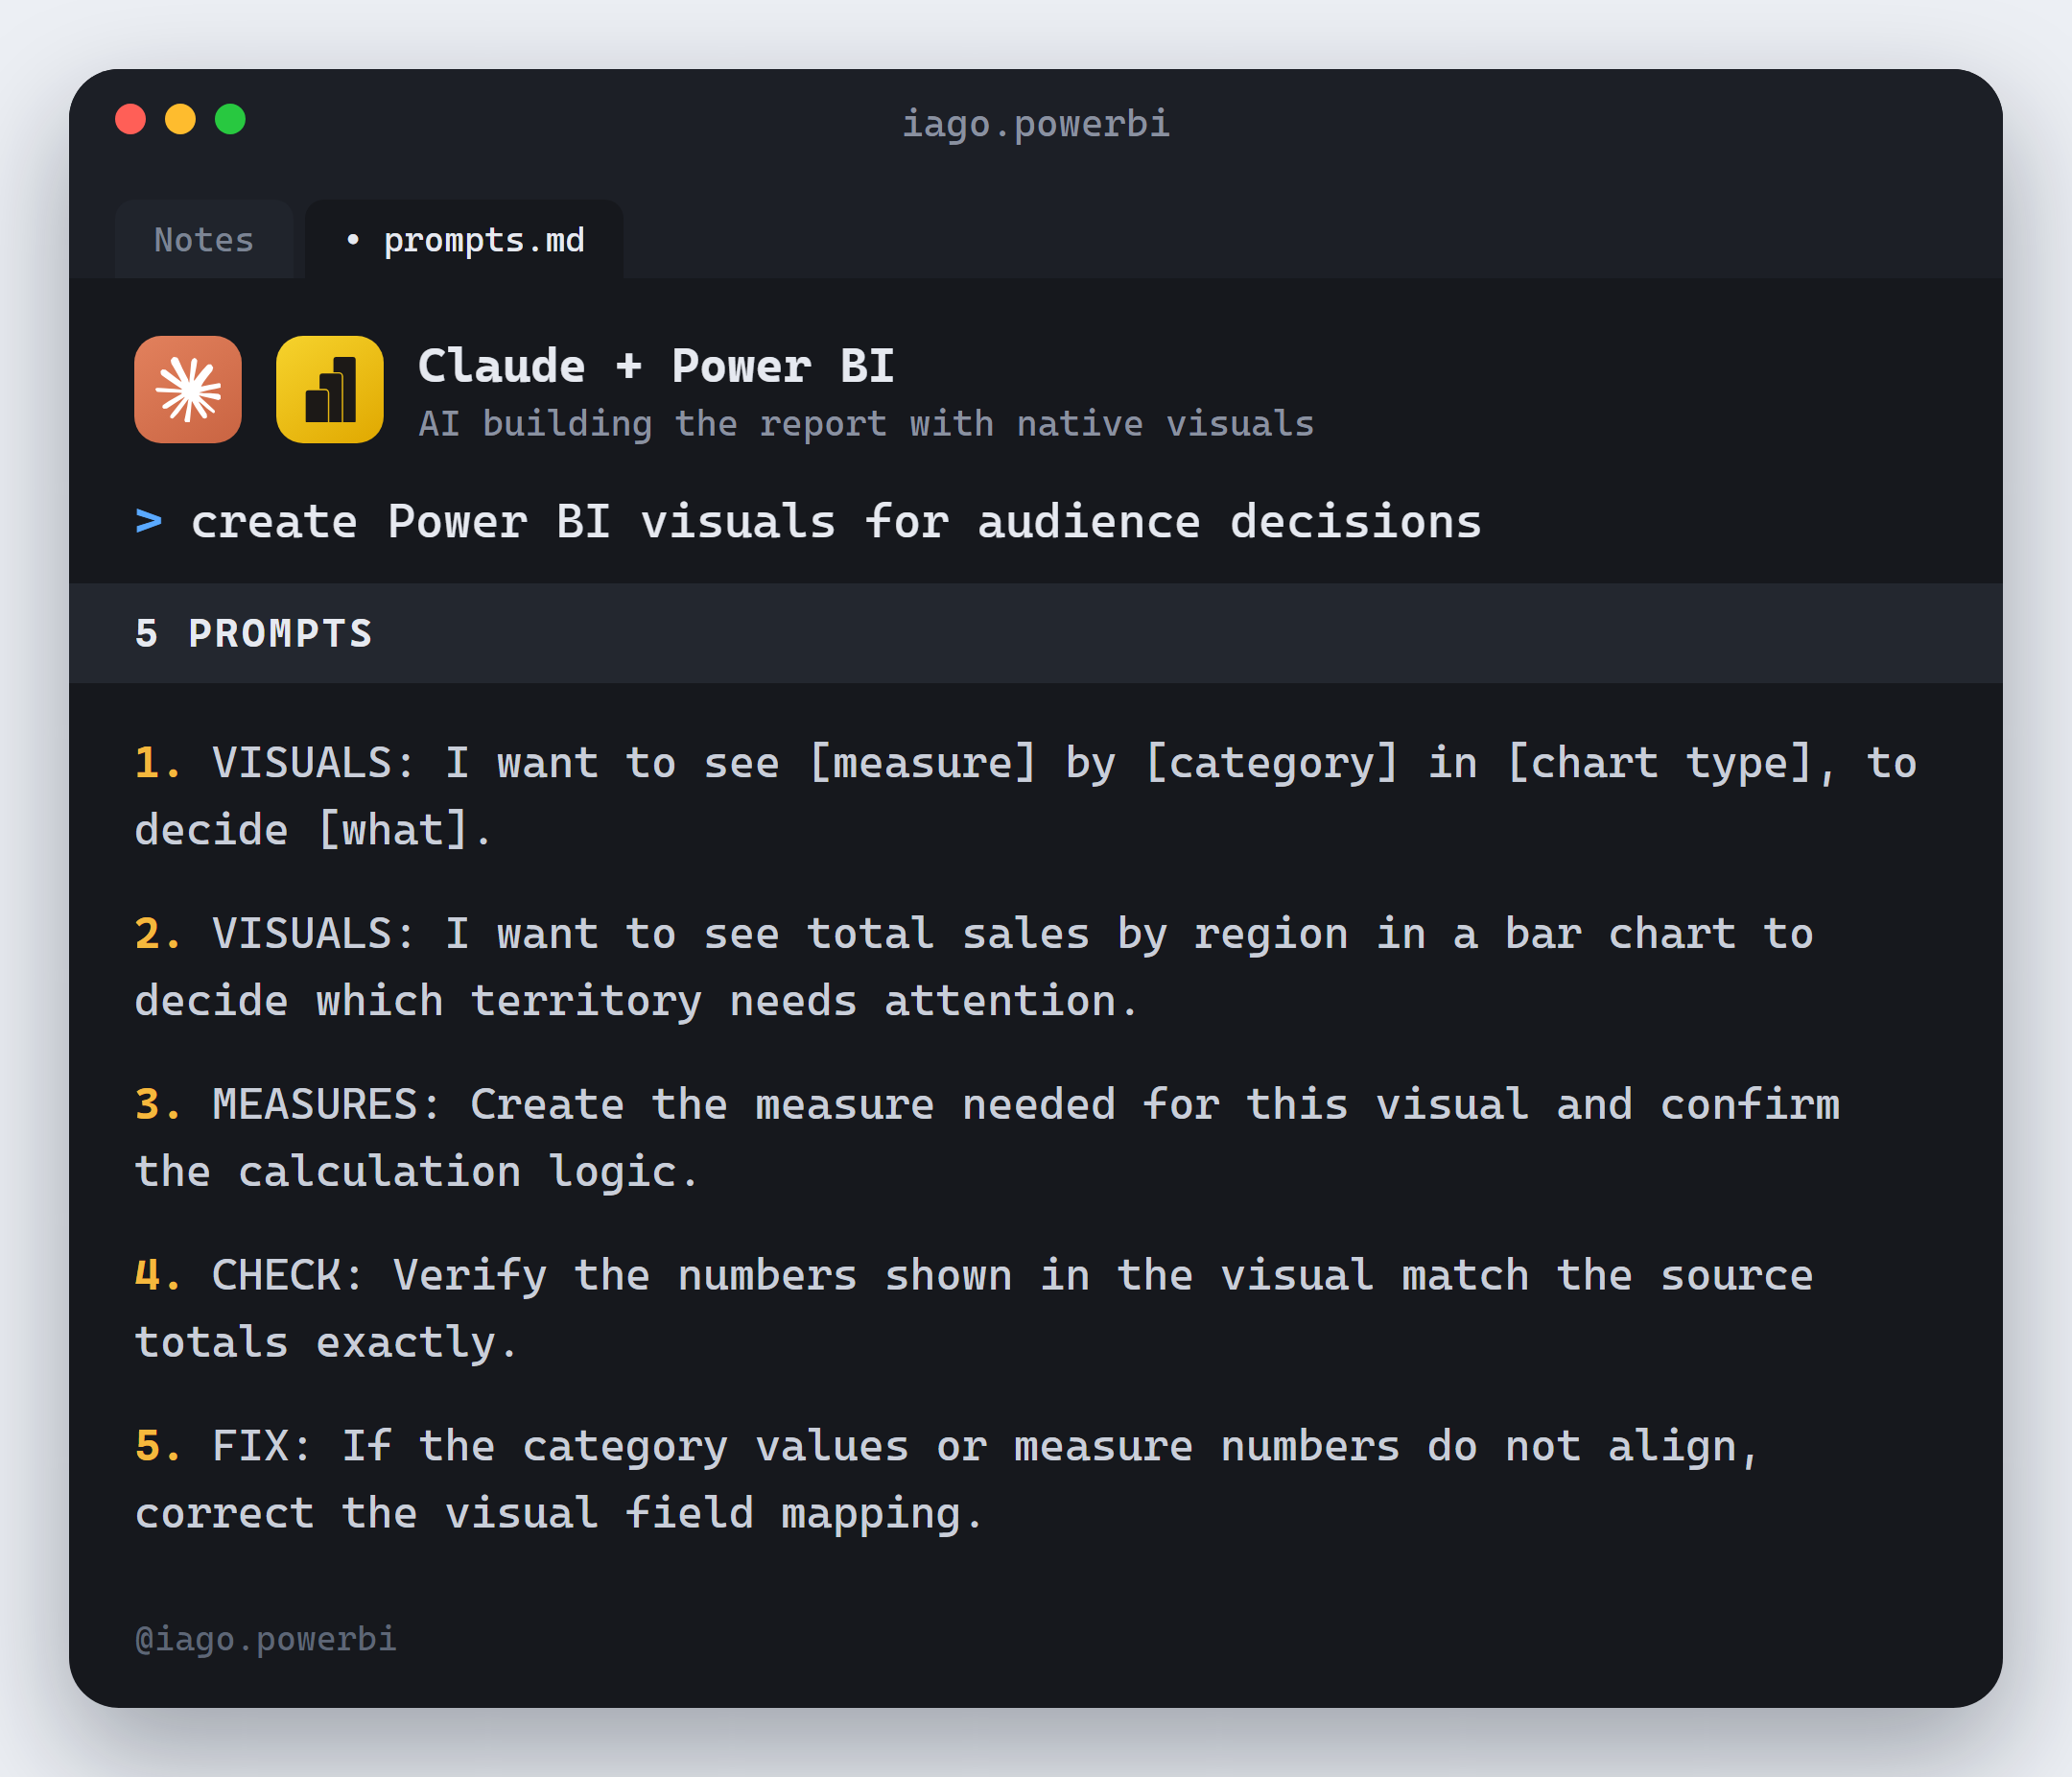 iago.powerbi
Notes
• prompts.md
Claude + Power BI
AI building the report with native visuals
> create Power BI visuals for audience decisions
5 PROMPTS
1. VISUALS: I want to see [measure] by [category] in [chart type], to
decide [what].
2. VISUALS: I want to see total sales by region in a bar chart to
decide which territory needs attention.
3. MEASURES: Create the measure needed for this visual and confirm
the calculation logic.
4. CHECK: Verify the numbers shown in the visual match the source
totals exactly.
5. FIX: If the category values or measure numbers do not align,
correct the visual field mapping.
@iago.powerbi